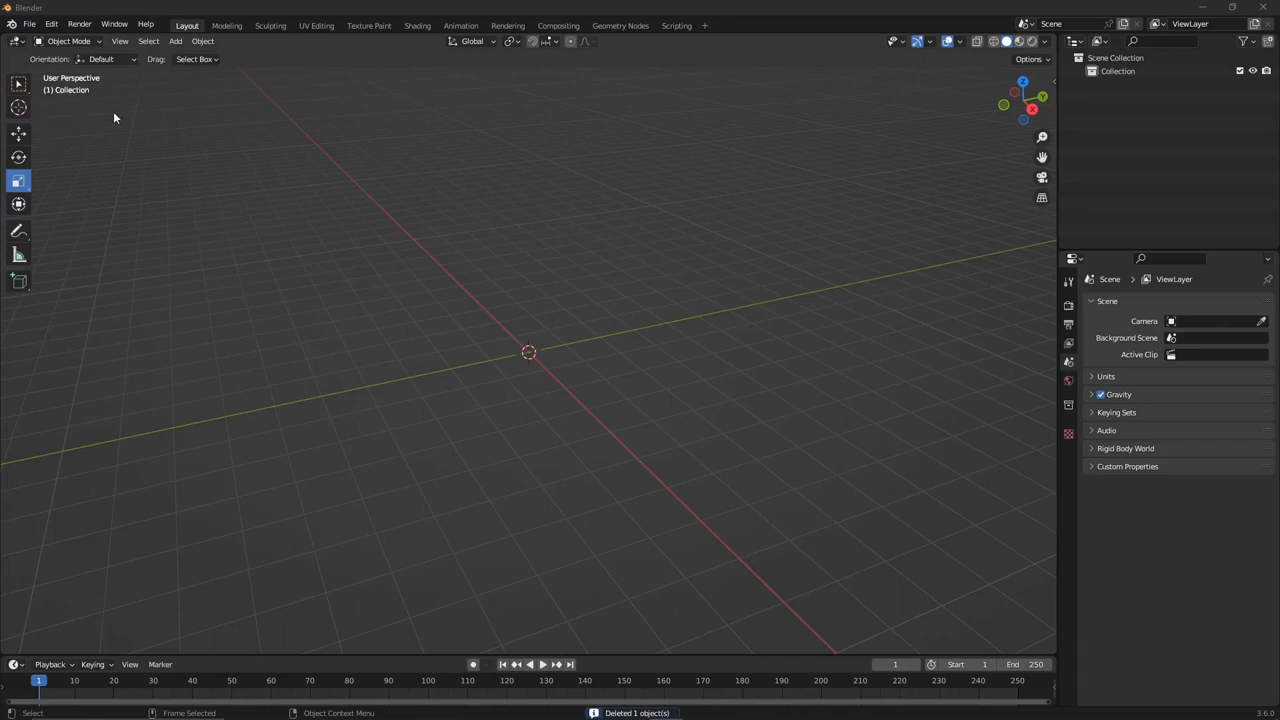 Blender
File Edit Render Window Help Layout Modeling Sculpting UV Editing Texture Paint Shading Animation Rendering Compositing Geometry Nodes Scripting + Scene ViewLayer
Object Mode View Select Add Object Global
Orientation: Default Drag: Select Box Options
User Perspective
(1) Collection
Z
Y
X
Scene Collection
Collection
Scene ViewLayer
Scene
Camera
Background Scene
Active Clip
Units
Gravity
Keying Sets
Audio
Rigid Body World
Custom Properties
Playback Keying View Marker 1 Start 1 End 250
1 10 20 30 40 50 60 70 80 90 100 110 120 130 140 150 160 170 180 190 200 210 220 230 240 250
Select Frame Selected Object Context Menu Deleted 1 object(s) 3.6.0